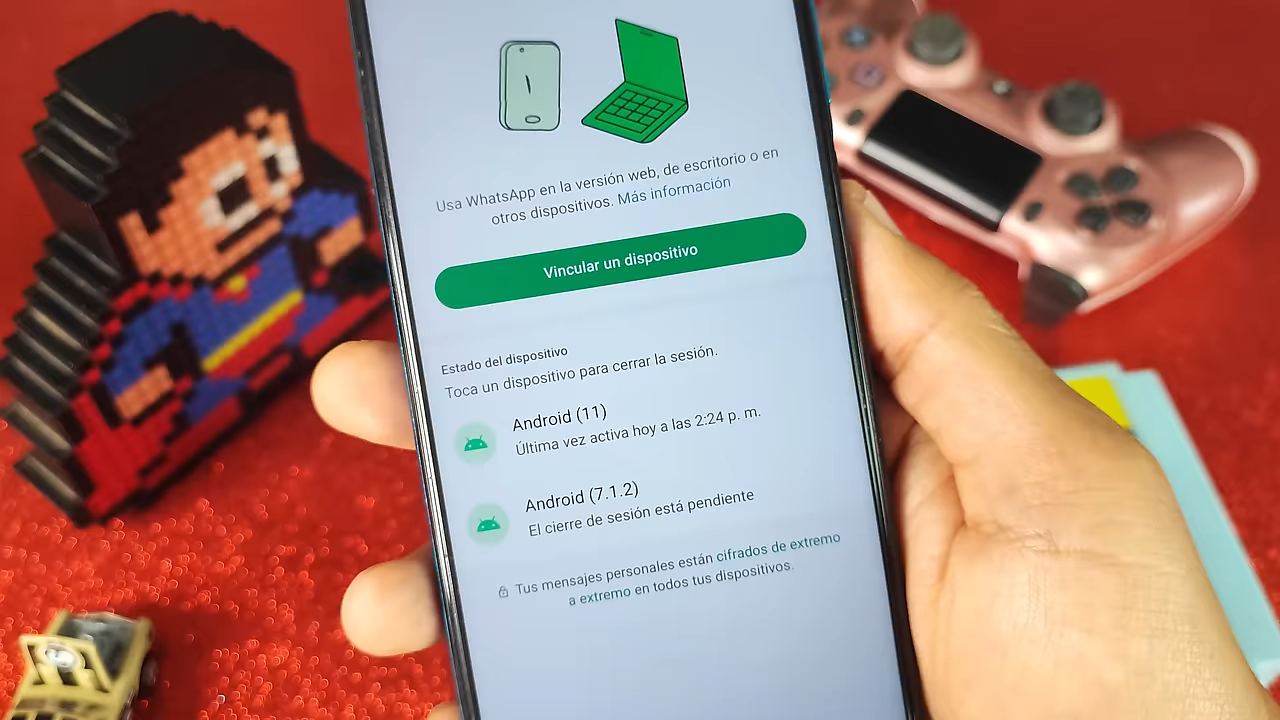 Usa WhatsApp en la versión web, de escritorio o en
otros dispositivos. Más información
Vincular un dispositivo
Estado del dispositivo
Toca un dispositivo para cerrar la sesión.
Android (11)
Última vez activa hoy a las 2:24 p. m.
Android (7.1.2)
El cierre de sesión está pendiente
Tus mensajes personales están cifrados de extremo
a extremo en todos tus dispositivos.